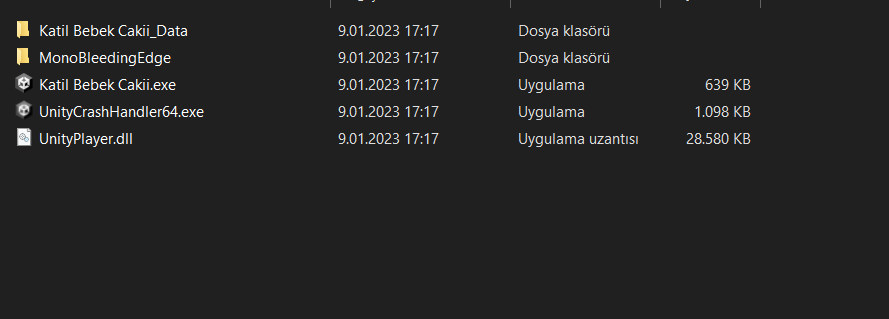 Katil Bebek Cakii_Data 9.01.2023 17:17 Dosya klasörü
MonoBleedingEdge 9.01.2023 17:17 Dosya klasörü
Katil Bebek Cakii.exe 9.01.2023 17:17 Uygulama 639 KB
UnityCrashHandler64.exe 9.01.2023 17:17 Uygulama 1.098 KB
UnityPlayer.dll 9.01.2023 17:17 Uygulama uzantısı 28.580 KB